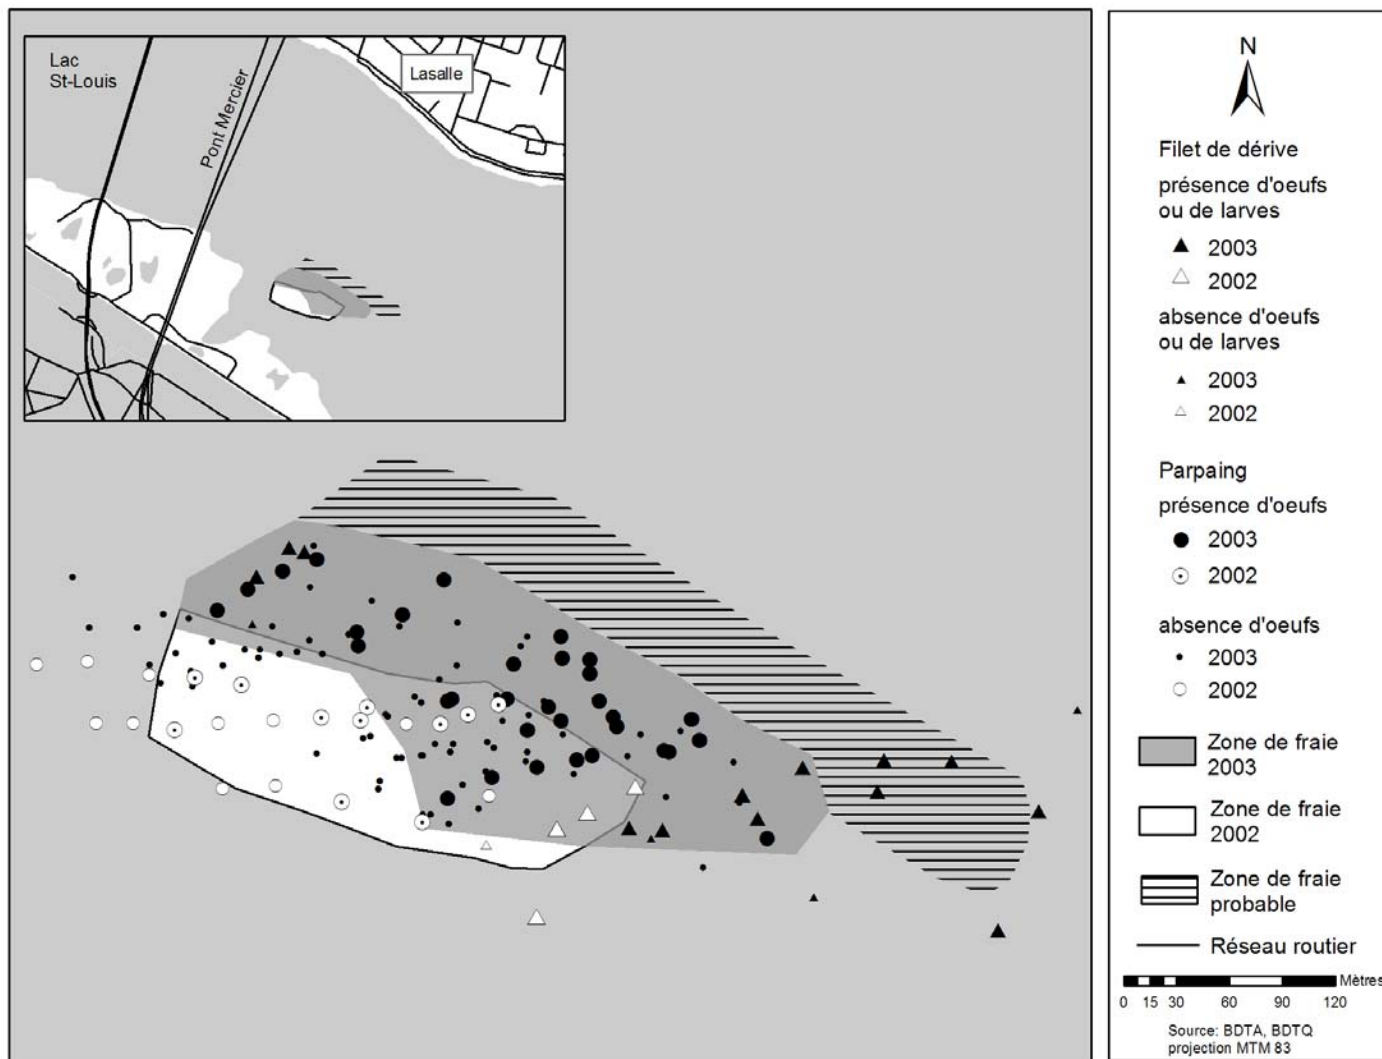 Lac
St-Louis
Pont Mercier
Lasalle
N
Filet de dérive
présence d'oeufs
ou de larves
2003
2002
absence d'oeufs
ou de larves
2003
2002
Parpaing
présence d'oeufs
2003
2002
absence d'oeufs
2003
2002
Zone de fraie
2003
Zone de fraie
2002
Zone de fraie
probable
Réseau routier
Mètres
0 15 30 60 90 120
Source: BDTA, BDTQ
projection MTM 83